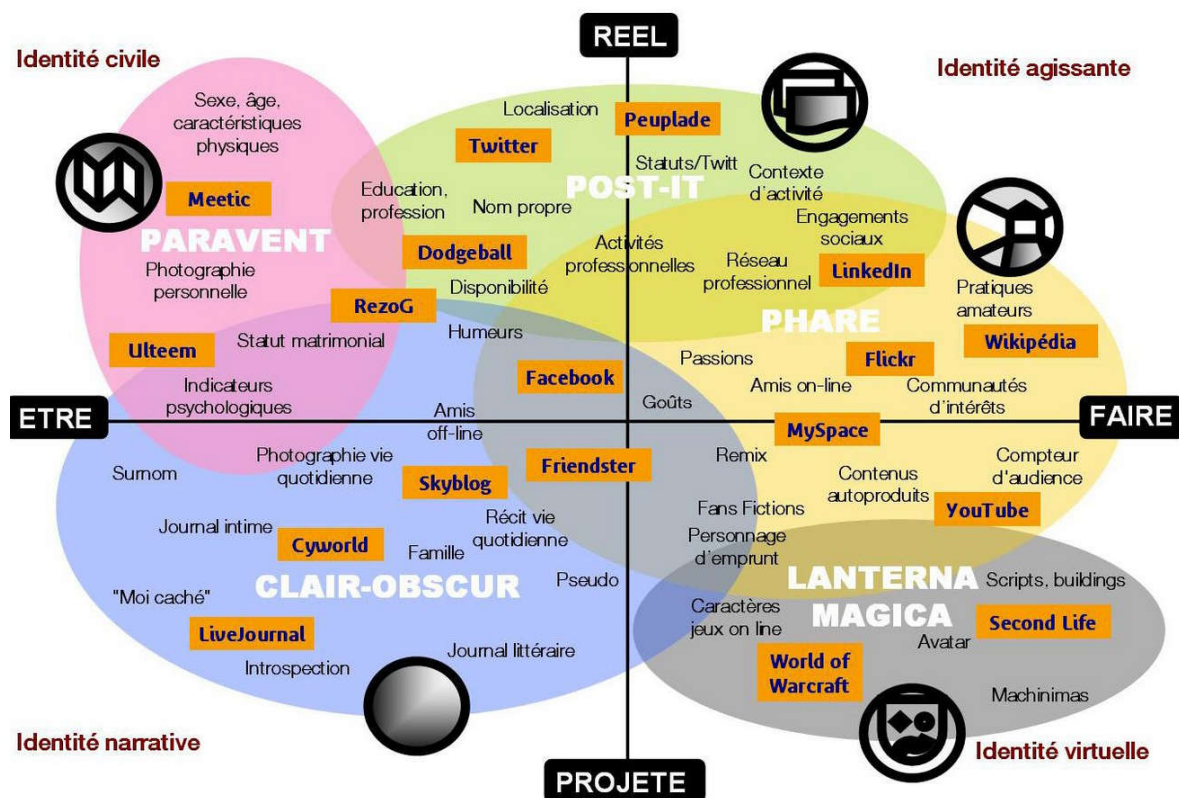 REEL
Identité civile
Identité agissante
Sexe, âge,
caractéristiques
physiques
Localisation
Peuplade
Twitter
Statuts/Twitt
Contexte
d'activité
POST-IT
Meetic
Education,
profession
Nom propre
PARAVENT
Engagements
sociaux
Activités
professionnelles
Dodgeball
Réseau
professionnel
LinkedIn
Photographie
personnelle
Disponibilité
Pratiques
amateurs
RezoG
PHARE
Humeurs
Statut matrimonial
Ulteem
Wikipédia
Passions
Flickr
Facebook
Amis on-line
Indicateurs
psychologiques
Communautés
d'intérêts
Goûts
ETRE
FAIRE
Amis
off-line
MySpace
Photographie vie
quotidienne
Surnom
Friendster
Remix
Compteur
d'audience
Contenus
autoproduits
Skyblog
Fans Fictions
YouTube
Journal intime
Récit vie
quotidienne
Personnage
d'emprunt
Cyworld
Famille
CLAIR-OBSCUR
Pseudo
LANTERNA
MAGICA
Scripts, buildings
"Moi caché"
Caractères
jeux on line
Second Life
LiveJournal
Avatar
Journal littéraire
Introspection
World of
Warcraft
Machinimas
Identité narrative
Identité virtuelle
PROJETE